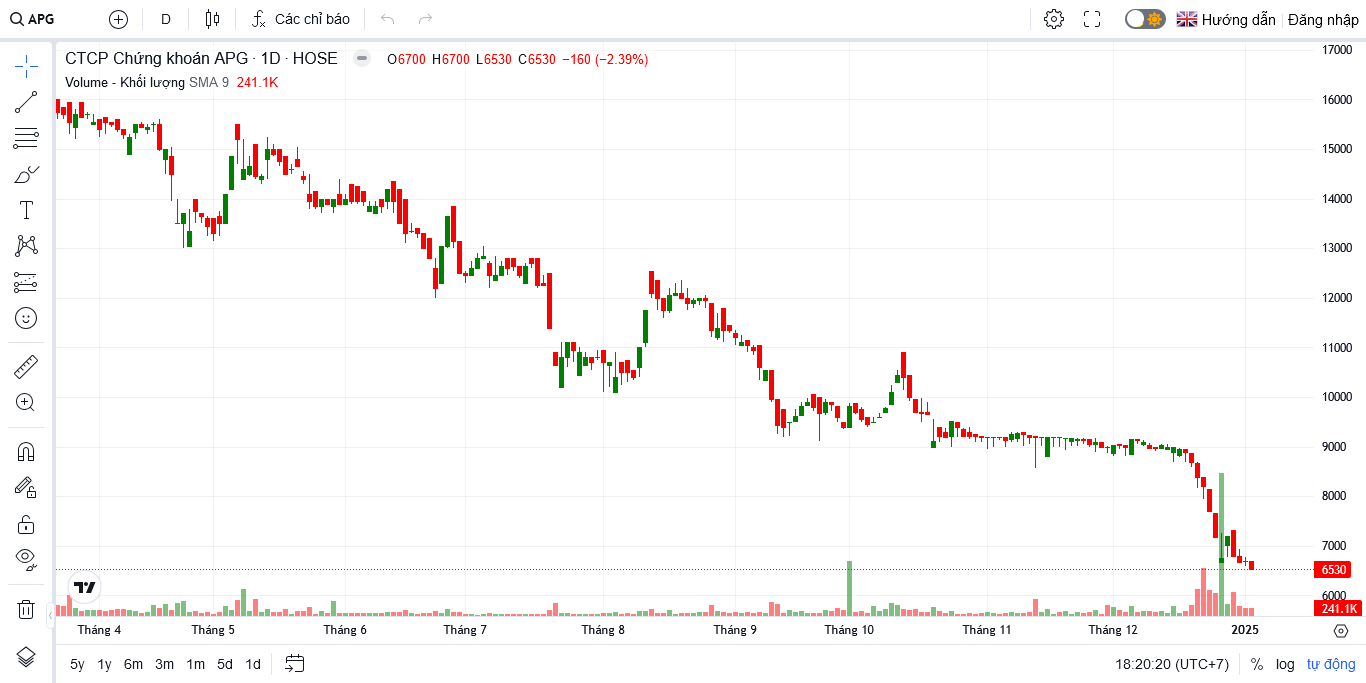 APG D Các chỉ báo Hướng dẫn Đăng nhập
CTCP Chứng khoán APG · 1D · HOSE O6700 H6700 L6530 C6530 −160 (−2.39%)
Volume - Khối lượng SMA 9 241.1K
17000
16000
15000
14000
13000
12000
11000
10000
9000
8000
7000
6530
6000
241.1K
Tháng 4 Tháng 5 Tháng 6 Tháng 7 Tháng 8 Tháng 9 Tháng 10 Tháng 11 Tháng 12 2025
5y 1y 6m 3m 1m 5d 1d 18:20:20 (UTC+7) % log tự động